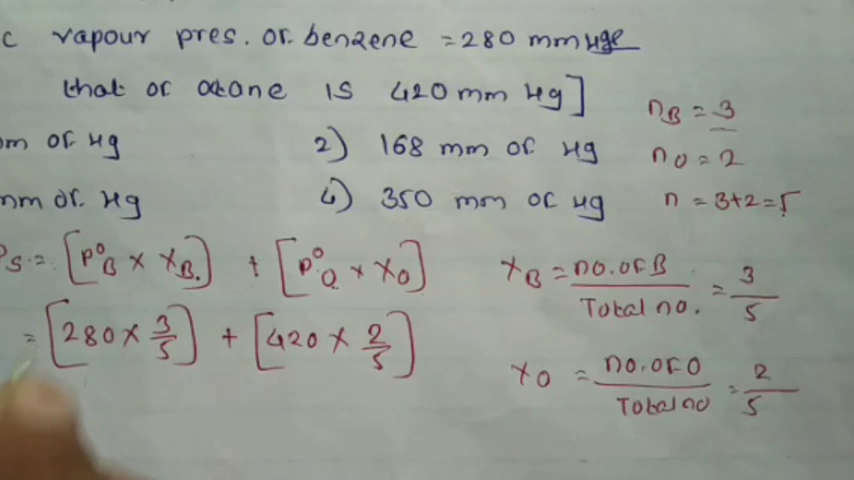 c vapour pres. of benzene = 280 mm Hg
that of octane is 420 mm Hg]
om of Hg 2) 168 mm of Hg
mm of Hg 4) 350 mm of Hg
nB = 3
nO = 2
n = 3+2 = 5
PS = [P°B × XB.] + [P°O × XO]
= [280 × 3/5] + [420 × 2/5]
XB = no. of B / Total no. = 3/5
XO = no. of O / Total no = 2/5